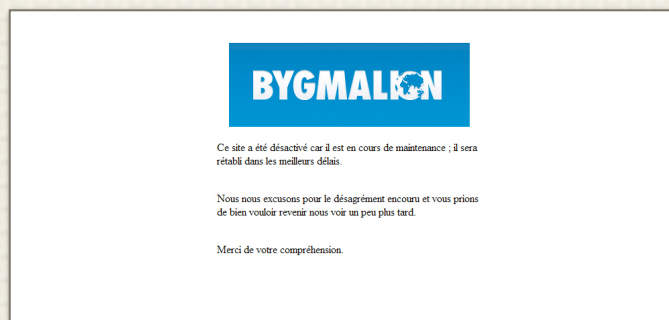 BYGMALION
Ce site a été désactivé car il est en cours de maintenance ; il sera
rétabli dans les meilleurs délais.
Nous nous excusons pour le désagrément encouru et vous prions
de bien vouloir revenir nous voir un peu plus tard.
Merci de votre compréhension.